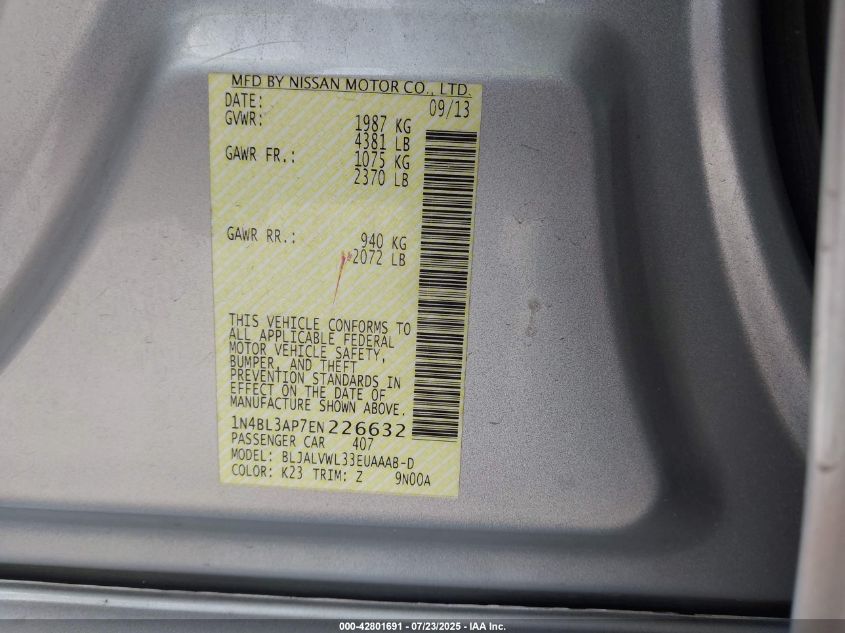 MFD BY NISSAN MOTOR CO., LTD.
DATE: 09/13
GVWR: 1987 KG
4381 LB
GAWR FR.: 1075 KG
2370 LB
GAWR RR.: 940 KG
2072 LB
THIS VEHICLE CONFORMS TO
ALL APPLICABLE FEDERAL
MOTOR VEHICLE SAFETY,
BUMPER, AND THEFT
PREVENTION STANDARDS IN
EFFECT ON THE DATE OF
MANUFACTURE SHOWN ABOVE.
1N4BL3AP7EN226632
PASSENGER CAR 407
MODEL: BLJALVWL33EUAAAB-D
COLOR: K23 TRIM: Z 9N00A
000-42801691 - 07/23/2025 - IAA Inc.